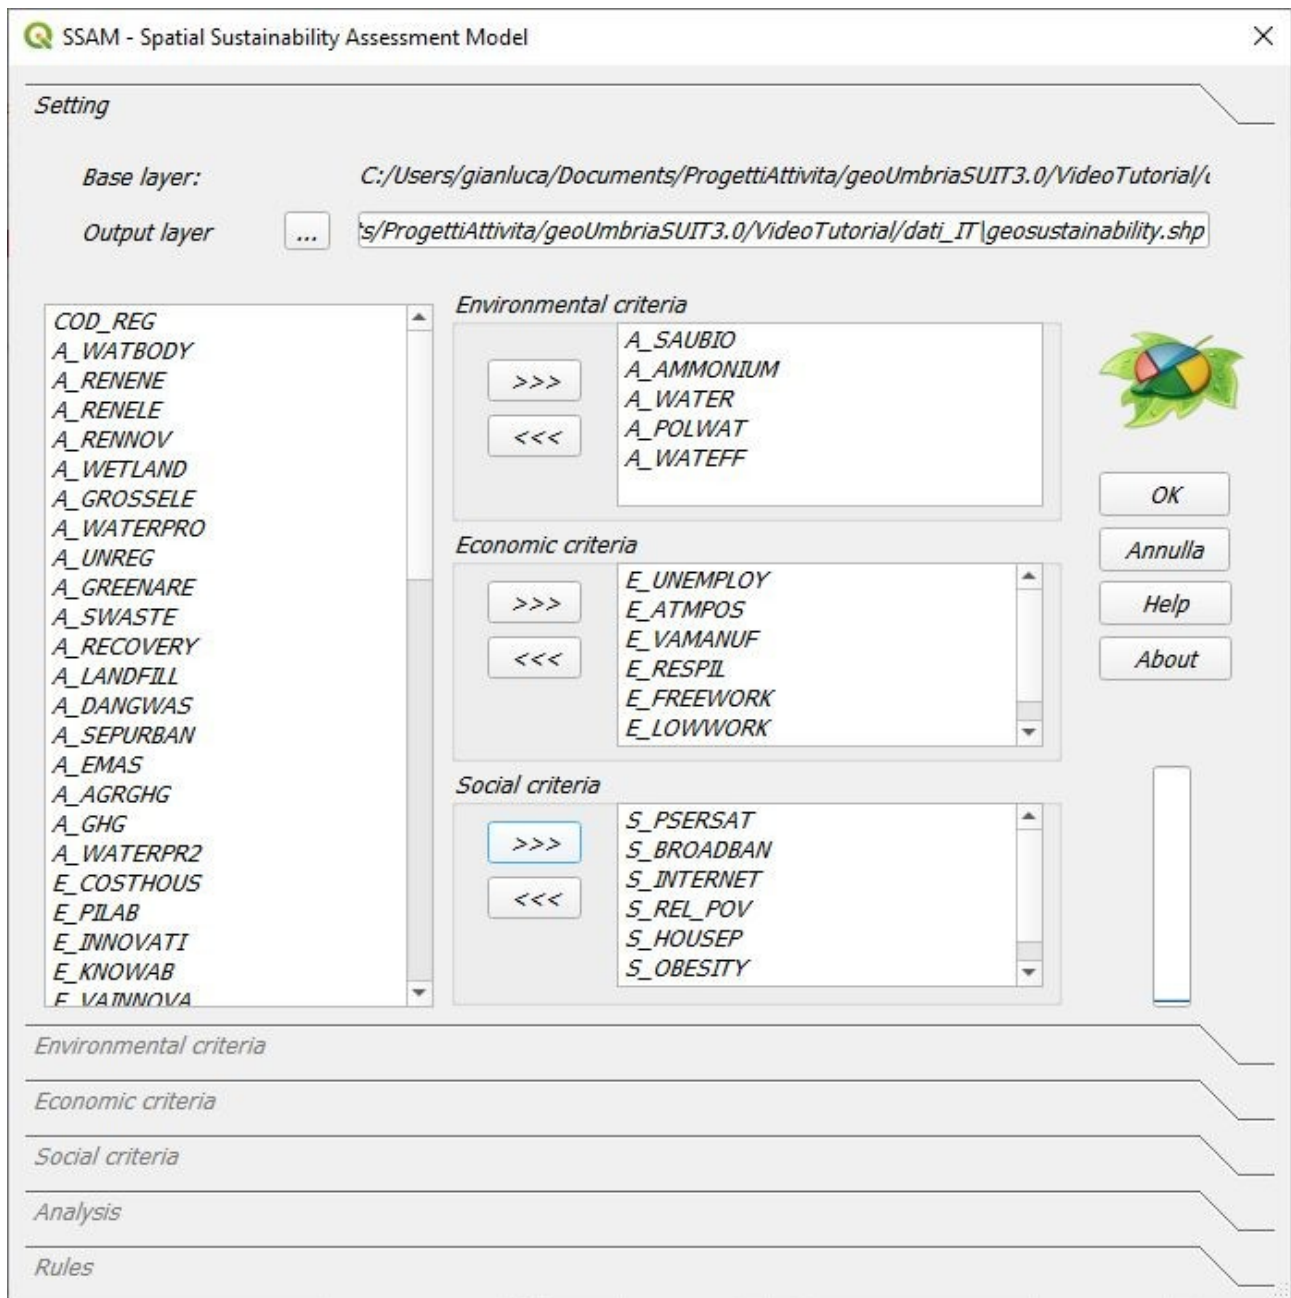 SSAM - Spatial Sustainability Assessment Model
Setting
Base layer: C:/Users/gianluca/Documents/ProgettiAttivita/geoUmbriaSUIT3.0/VideoTutorial/
Output layer ... 's/ProgettiAttivita/geoUmbriaSUIT3.0/VideoTutorial/dati_IT\geosustainability.shp
COD_REG
A_WATBODY
A_RENENE
A_RENELE
A_RENNOV
A_WETLAND
A_GROSSELE
A_WATERPRO
A_UNREG
A_GREENARE
A_SWASTE
A_RECOVERY
A_LANDFILL
A_DANGWAS
A_SEPURBAN
A_EMAS
A_AGRGHG
A_GHG
A_WATERPR2
E_COSTHOUS
E_PILAB
E_INNOVATI
E_KNOWAB
E_VAINNOVA
Environmental criteria
>>>
<<<
A_SAUBIO
A_AMMONIUM
A_WATER
A_POLWAT
A_WATEFF
Economic criteria
>>>
<<<
E_UNEMPLOY
E_ATMPOS
E_VAMANUF
E_RESPIL
E_FREEWORK
E_LOWWORK
Social criteria
>>>
<<<
S_PSERSAT
S_BROADBAN
S_INTERNET
S_REL_POV
S_HOUSEP
S_OBESITY
OK
Annulla
Help
About
Environmental criteria
Economic criteria
Social criteria
Analysis
Rules